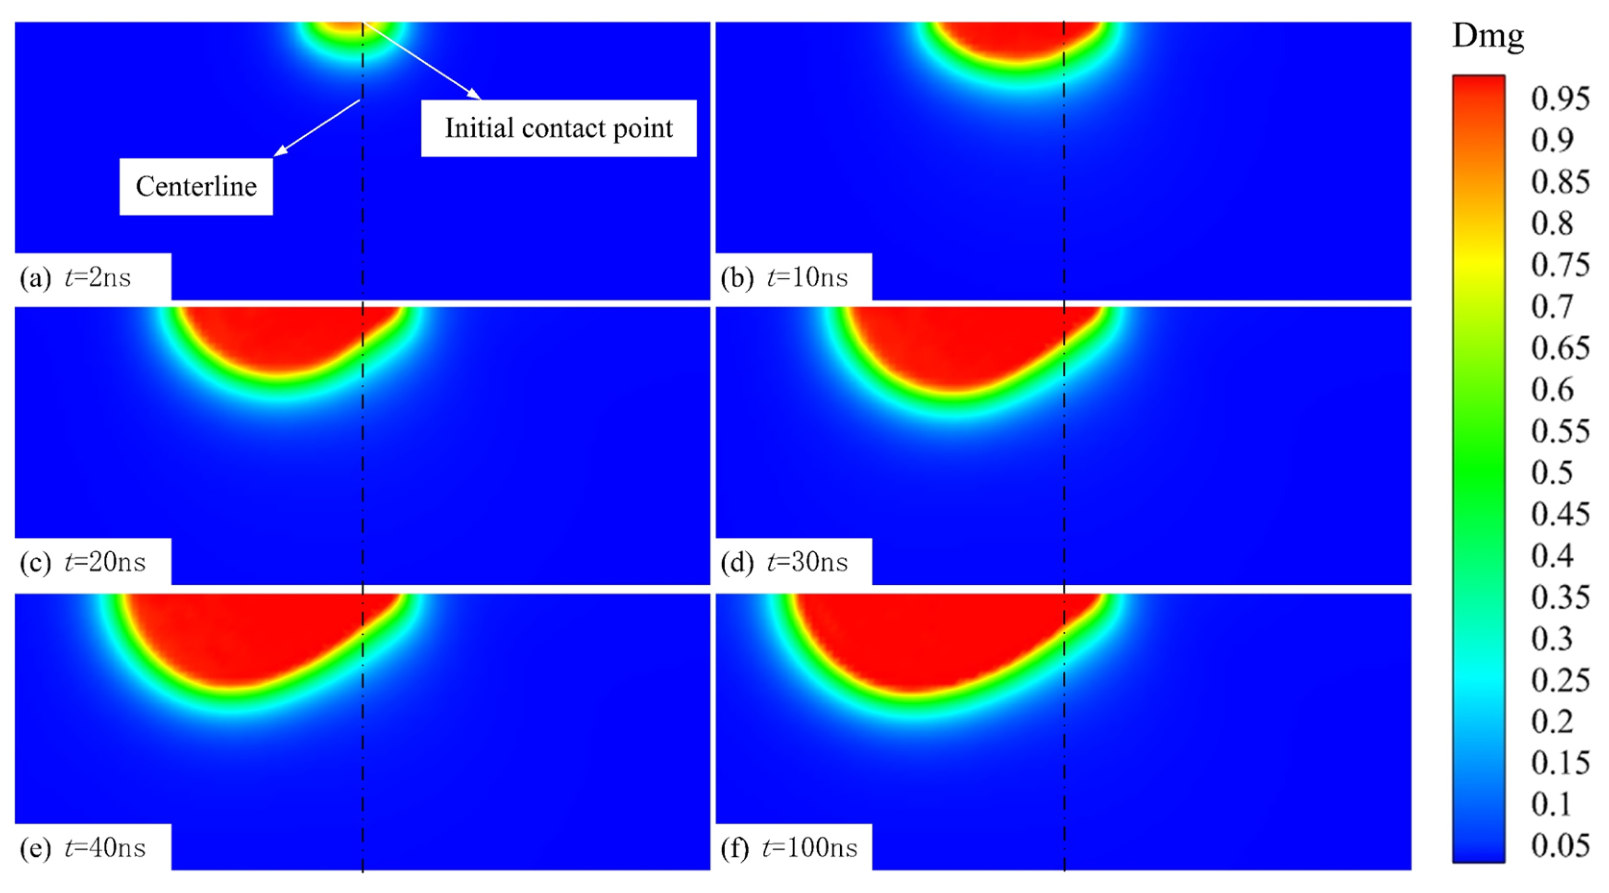 Dmg
Initial contact point
Centerline
(a) t=2ns
(b) t=10ns
(c) t=20ns
(d) t=30ns
(e) t=40ns
(f) t=100ns
0.95
0.9
0.85
0.8
0.75
0.7
0.65
0.6
0.55
0.5
0.45
0.4
0.35
0.3
0.25
0.2
0.15
0.1
0.05